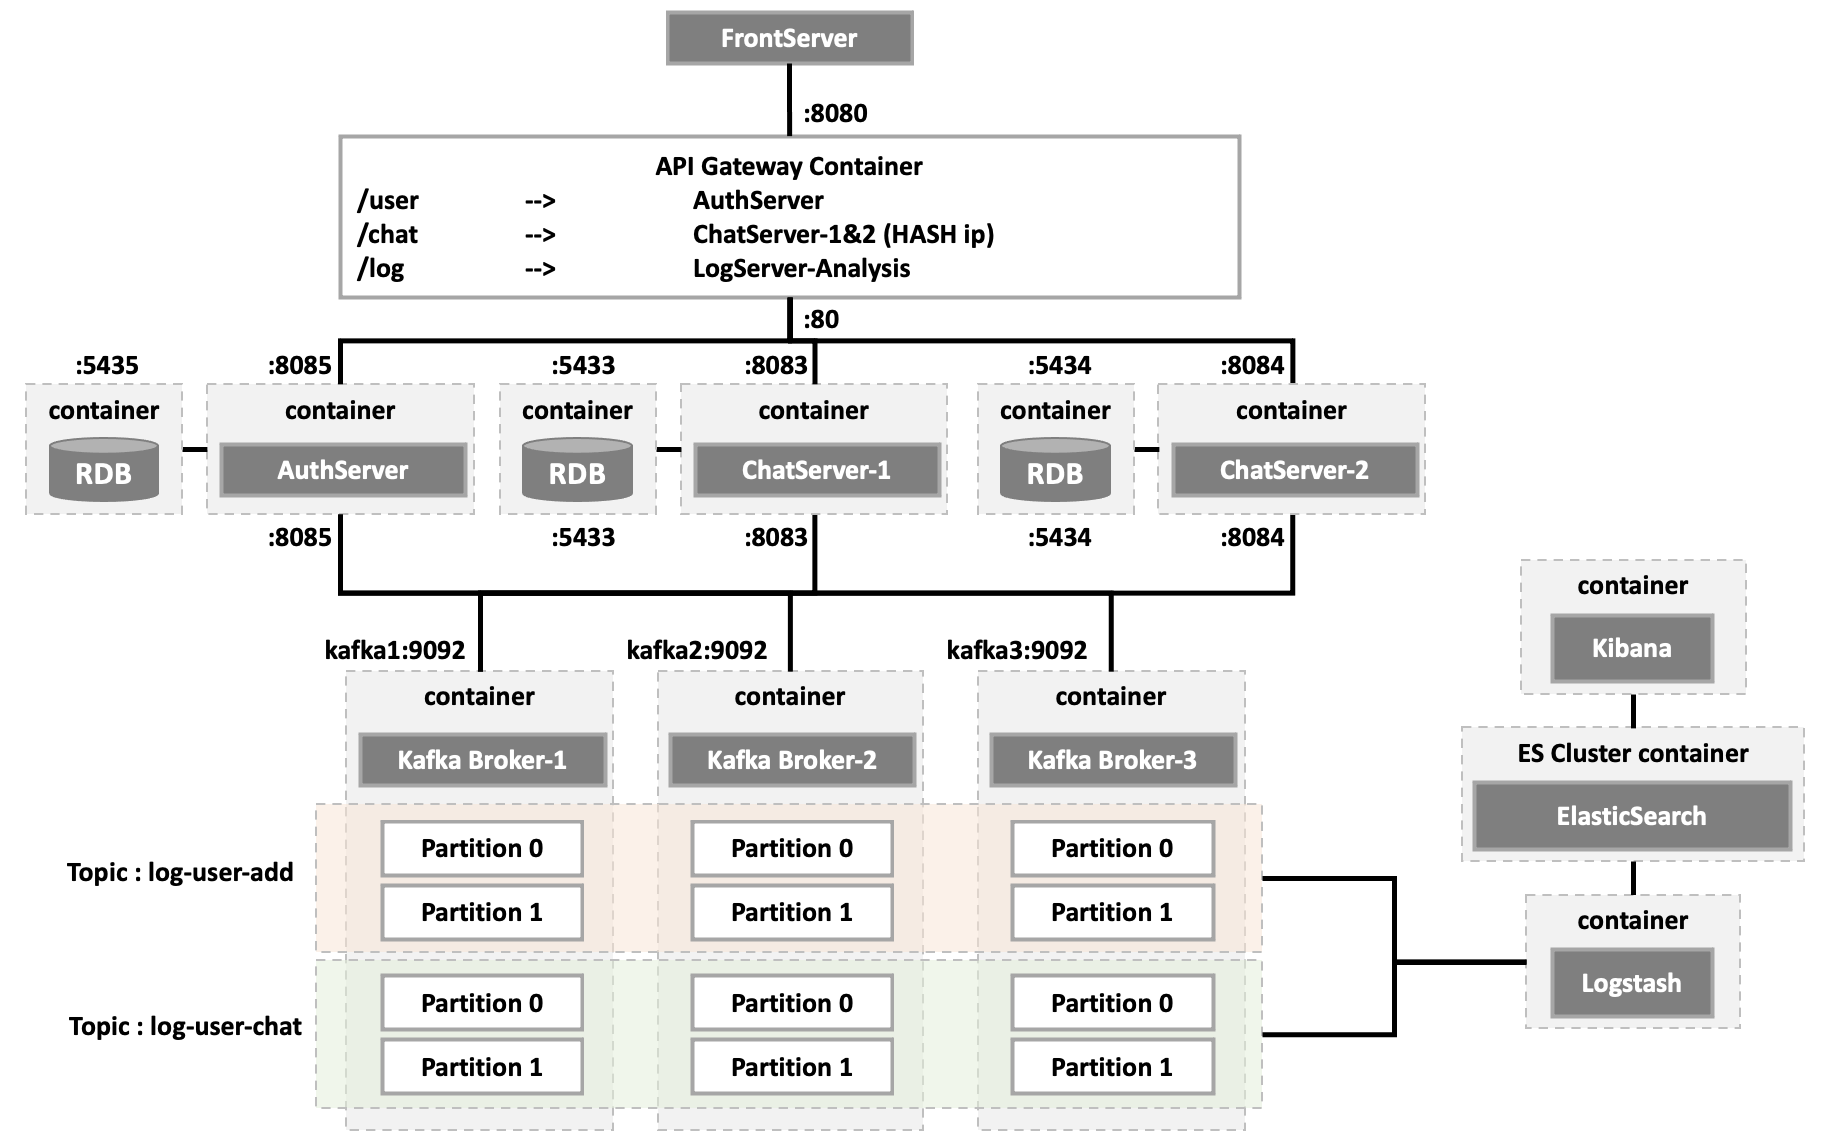 FrontServer
:8080
API Gateway Container
/user --> AuthServer
/chat --> ChatServer-1&2 (HASH ip)
/log --> LogServer-Analysis
:80
:5435 :8085 :5433 :8083 :5434 :8084
container container container container container container
RDB AuthServer RDB ChatServer-1 RDB ChatServer-2
:8085 :5433 :8083 :5434 :8084
kafka1:9092 kafka2:9092 kafka3:9092
container container container
Kafka Broker-1 Kafka Broker-2 Kafka Broker-3
Topic : log-user-add
Partition 0 Partition 0 Partition 0
Partition 1 Partition 1 Partition 1
Topic : log-user-chat
Partition 0 Partition 0 Partition 0
Partition 1 Partition 1 Partition 1
container
Kibana
ES Cluster container
ElasticSearch
container
Logstash